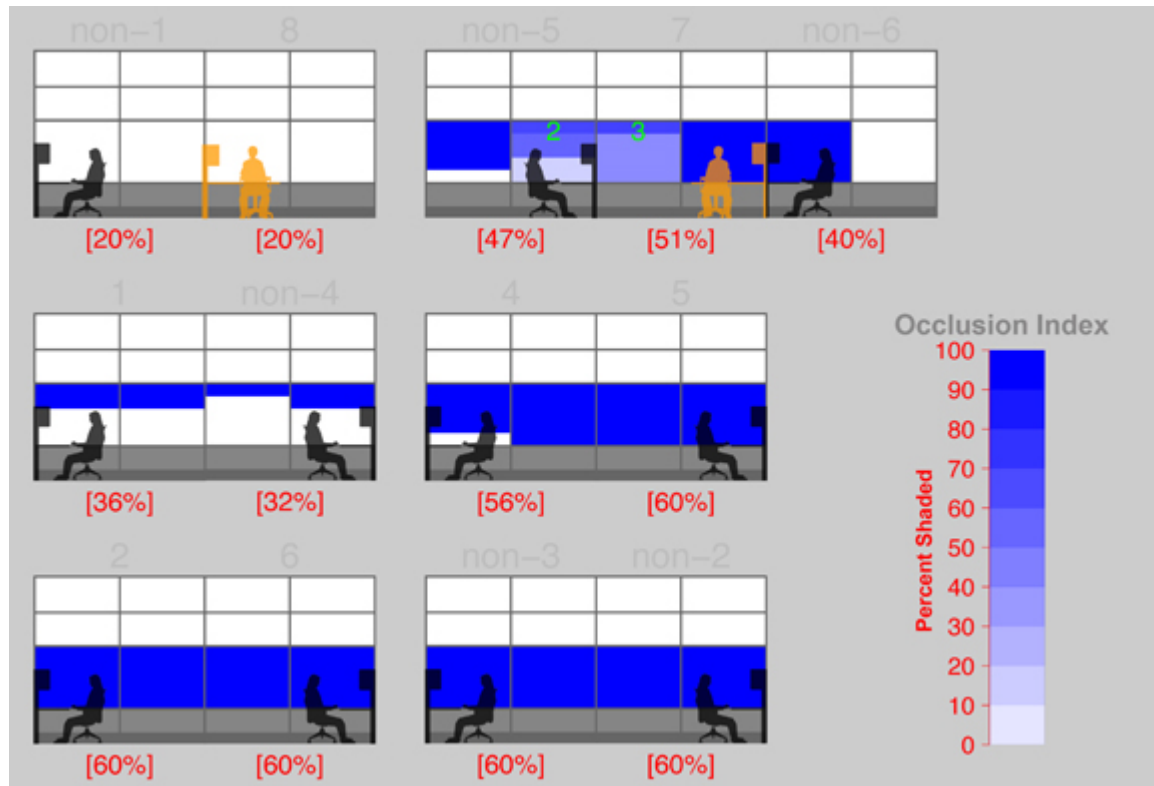 non-1 8 non-5 7 non-6
2 3
[20%] [20%] [47%] [51%] [40%]
1 non-4 4 5
Occlusion Index
[36%] [32%] [56%] [60%]
2 6 non-3 non-2
[60%] [60%] [60%] [60%]
Percent Shaded
100
90
80
70
60
50
40
30
20
10
0